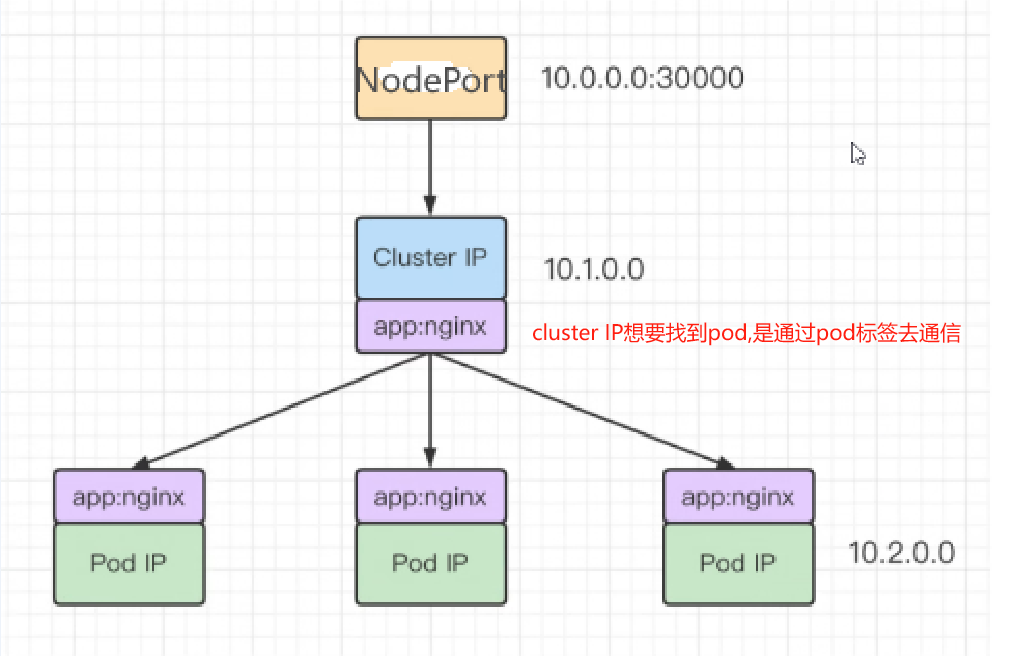 NodePort
10.0.0.0:30000
Cluster IP
10.1.0.0
app:nginx
cluster IP想要找到pod,是通过pod标签去通信
app:nginx
app:nginx
app:nginx
Pod IP
Pod IP
Pod IP
10.2.0.0